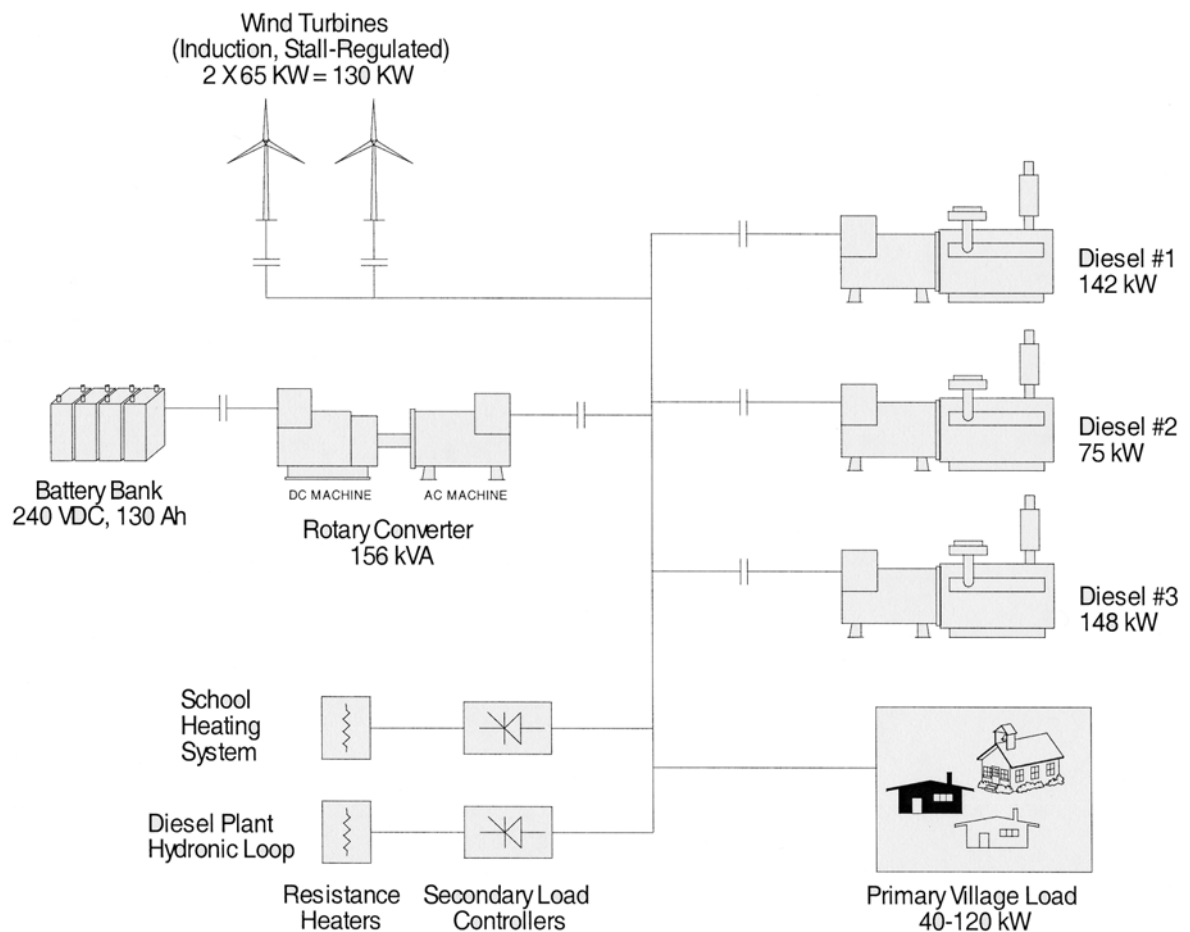 Wind Turbines
(Induction, Stall-Regulated)
2 X 65 KW = 130 KW
Diesel #1
142 kW
Diesel #2
75 kW
Battery Bank
240 VDC, 130 Ah
DC MACHINE
AC MACHINE
Rotary Converter
156 kVA
Diesel #3
148 kW
School
Heating
System
Diesel Plant
Hydronic Loop
Resistance
Heaters
Secondary Load
Controllers
Primary Village Load
40-120 kW